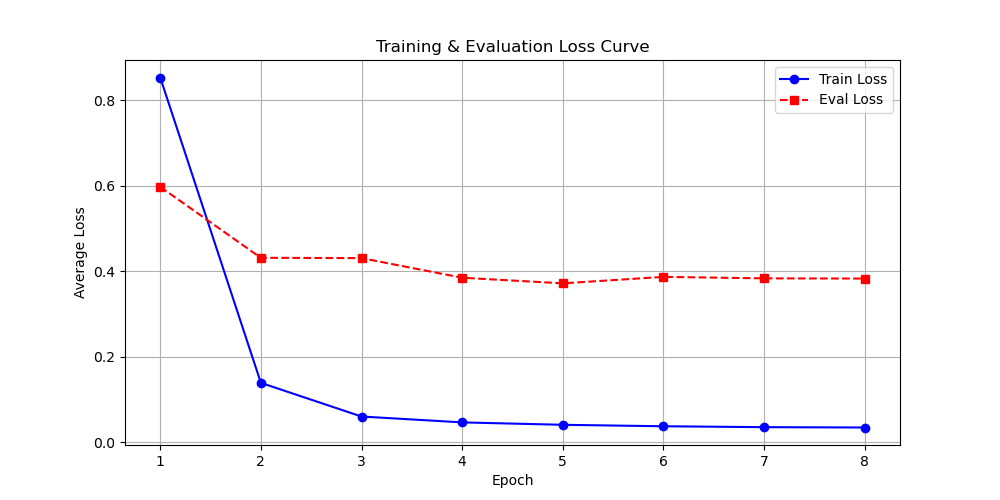 Training & Evaluation Loss Curve
Train Loss
Eval Loss
Average Loss
0.8
0.6
0.4
0.2
0.0
1 2 3 4 5 6 7 8
Epoch